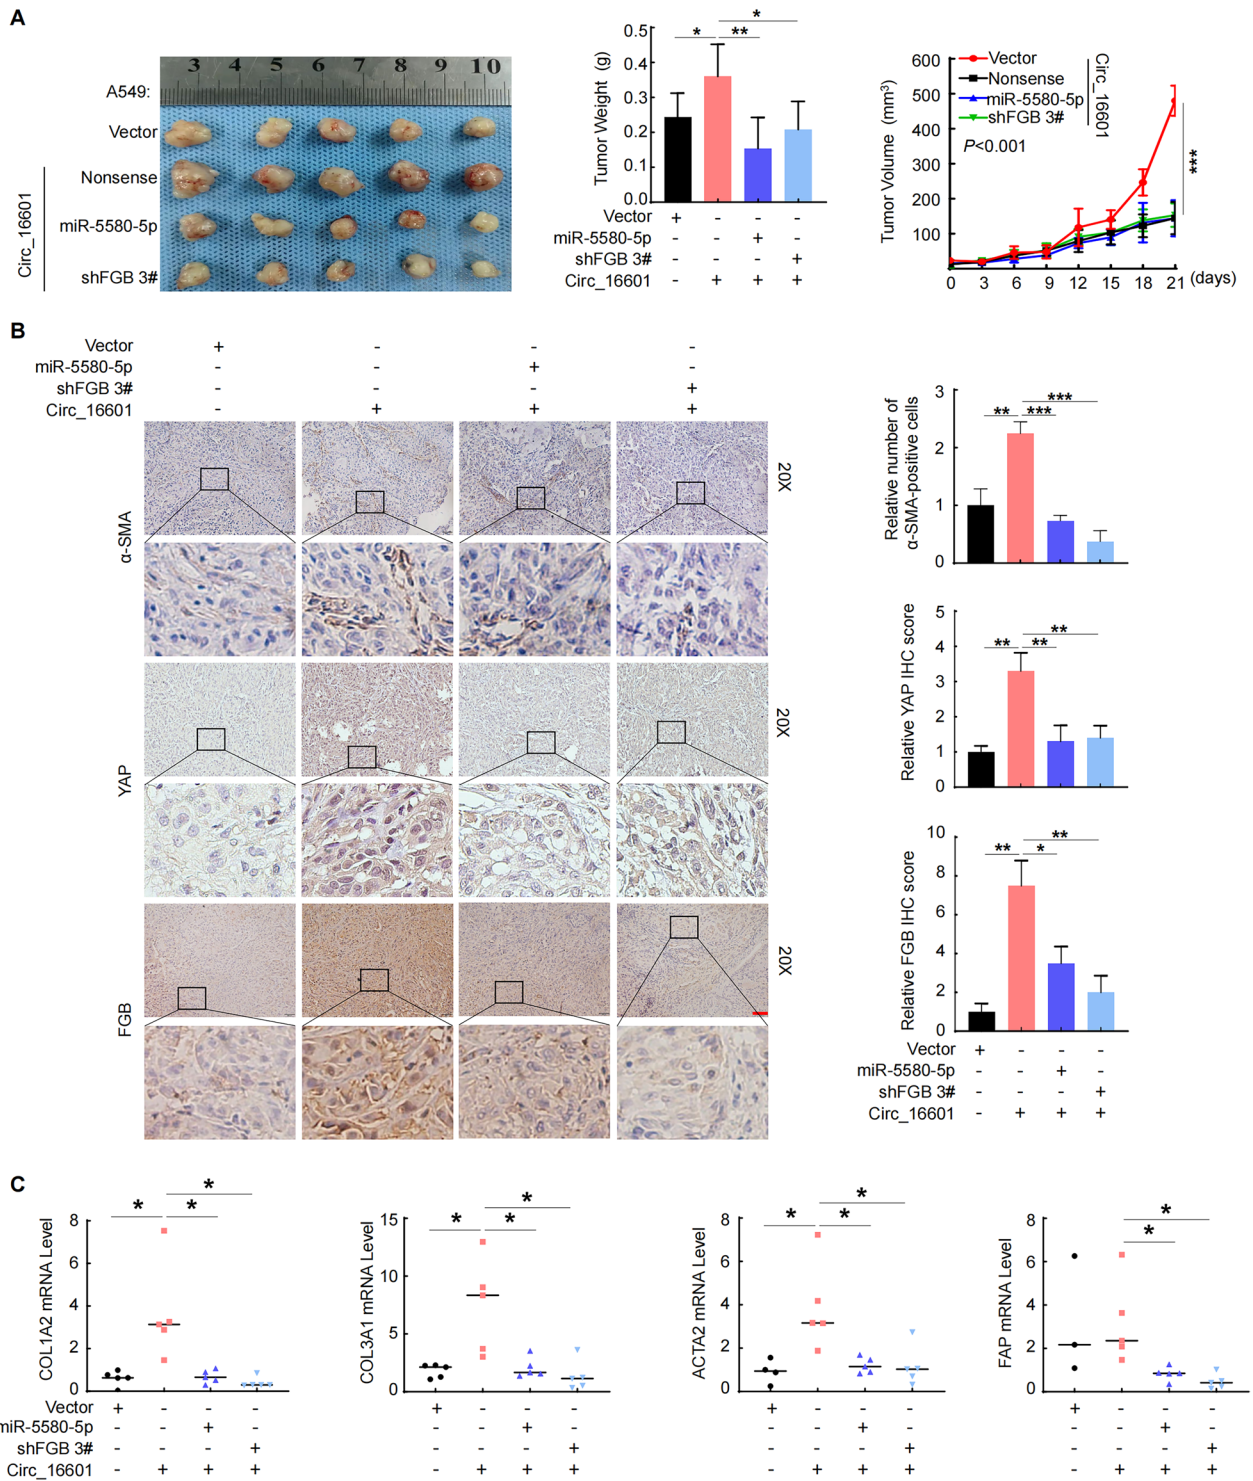 A
A549:
3 4 5 6 7 8 9 10
Vector
Nonsense
miR-5580-5p
shFGB 3#
Circ_16601
Tumor Weight (g)
0.5
0.4
0.3
0.2
0.1
0.0
* ** *
Vector + - - -
miR-5580-5p - - + -
shFGB 3# - - - +
Circ_16601 - + + +
Tumor Volume (mm³)
600
500
400
300
200
100
0 3 6 9 12 15 18 21 (days)
Vector
Nonsense
miR-5580-5p
shFGB 3#
Circ_16601
P<0.001
***
B
Vector + - - -
miR-5580-5p - - + -
shFGB 3# - - - +
Circ_16601 - + + +
α-SMA
20X
YAP
20X
FGB
20X
Relative number of
α-SMA-positive cells
3
2
1
0
** *** ***
Relative YAP IHC score
5
4
3
2
1
0
** ** **
Relative FGB IHC score
10
8
6
4
2
0
** * **
Vector + - - -
miR-5580-5p - - + -
shFGB 3# - - - +
Circ_16601 - + + +
C
COL1A2 mRNA Level
8
6
4
2
0
* * *
COL3A1 mRNA Level
15
10
5
0
* * *
ACTA2 mRNA Level
8
6
4
2
0
* * *
FAP mRNA Level
8
6
4
2
0
* *
Vector + - - - + - - - + - - - + - - -
miR-5580-5p - - + - - - + - - - + - - - + -
shFGB 3# - - - + - - - + - - - + - - - +
Circ_16601 - + + + - + + + - + + + - + + +